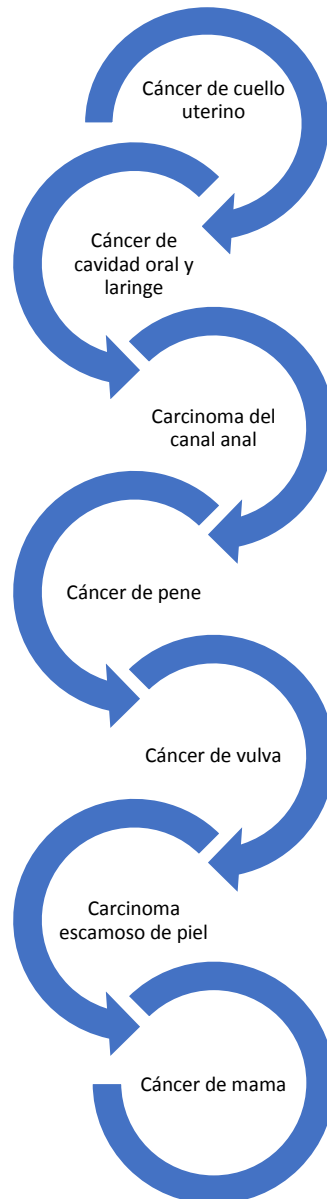 Cáncer de cuello
uterino
Cáncer de
cavidad oral y
laringe
Carcinoma del
canal anal
Cáncer de pene
Cáncer de vulva
Carcinoma
escamoso de piel
Cáncer de mama